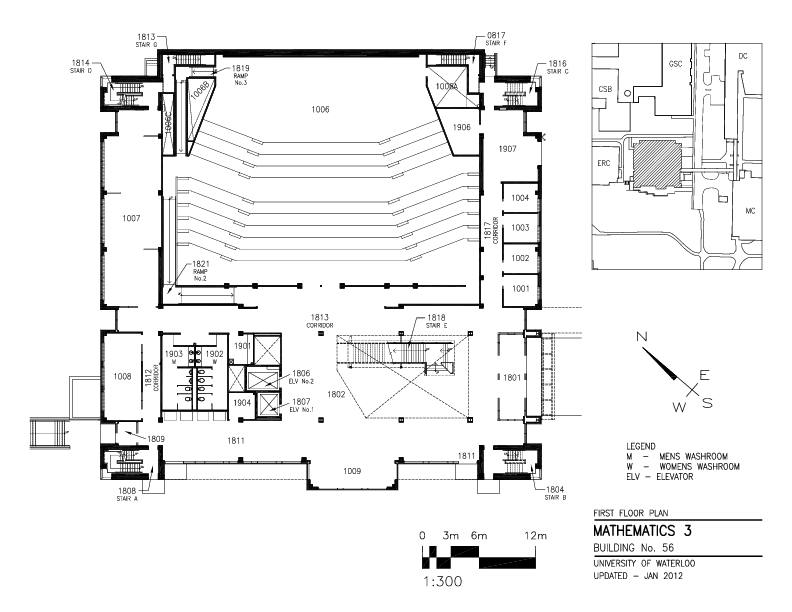 1813
STAIR G
0817
STAIR F
1814
STAIR D
1819
RAMP
No.3
1816
STAIR C
1006B
1006
1006A
1006C
1906
1907
1007
1004
1817
CORRIDOR
1003
1002
1821
RAMP
No.2
1001
1813
CORRIDOR
1818
STAIR E
1903
M
1902
W
1901
1008
1812
CORRIDOR
1806
ELV No.2
1801
1802
1904
1807
ELV No.1
1809
1811
1009
1811
1808
STAIR A
1804
STAIR B
GSC
DC
CSB
ERC
MC
N
E
W
S
LEGEND
M – MENS WASHROOM
W – WOMENS WASHROOM
ELV – ELEVATOR
0 3m 6m 12m
1:300
FIRST FLOOR PLAN
MATHEMATICS 3
BUILDING No. 56
UNIVERSITY OF WATERLOO
UPDATED – JAN 2012